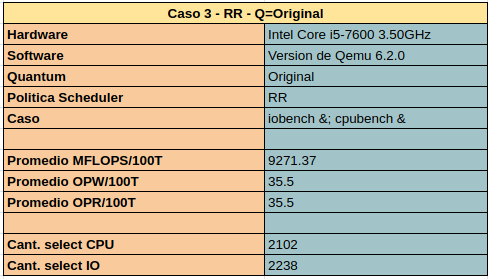 Caso 3 - RR - Q=Original
Hardware Intel Core i5-7600 3.50GHz
Software Version de Qemu 6.2.0
Quantum Original
Politica Scheduler RR
Caso iobench &; cpubench &
Promedio MFLOPS/100T 9271.37
Promedio OPW/100T 35.5
Promedio OPR/100T 35.5
Cant. select CPU 2102
Cant. select IO 2238